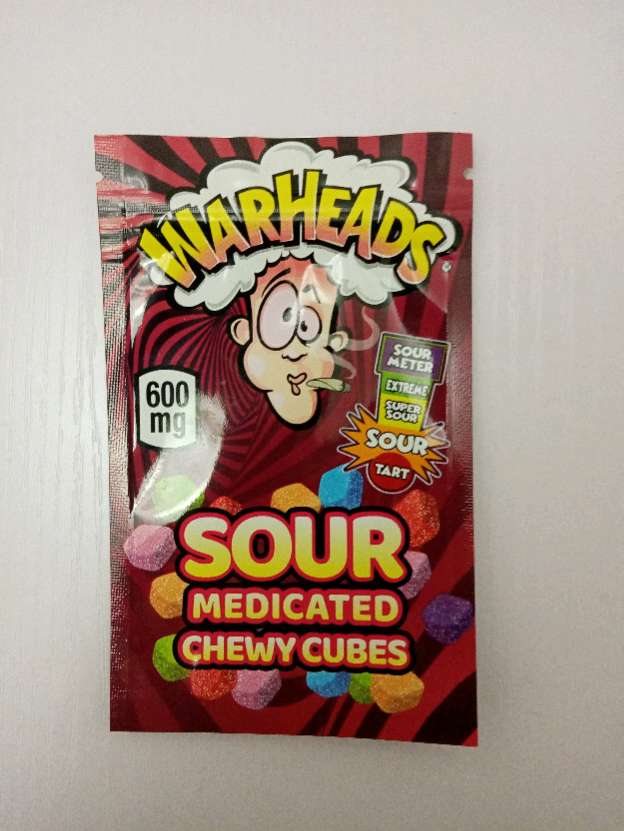 WARHEADS
SOUR
METER
EXTREME
SUPER
SOUR
SOUR
TART
600
mg
SOUR
MEDICATED
CHEWY CUBES